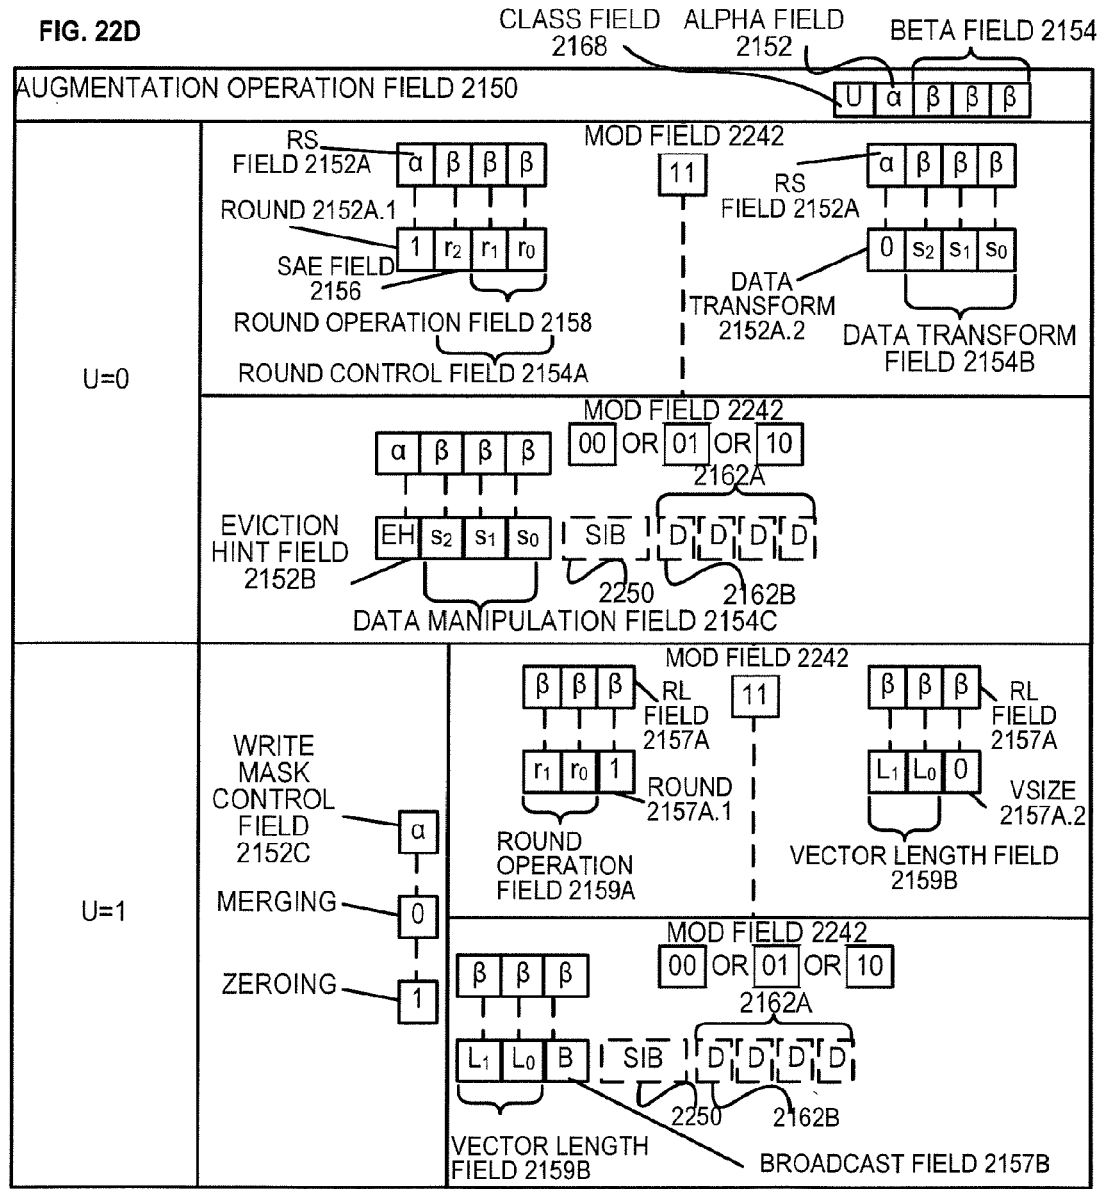 FIG. 22D
CLASS FIELD
2168
ALPHA FIELD
2152
BETA FIELD 2154
AUGMENTATION OPERATION FIELD 2150
U α β β β
U=0
RS
FIELD 2152A
α β β β
ROUND 2152A.1
1 r2 r1 r0
SAE FIELD
2156
ROUND OPERATION FIELD 2158
ROUND CONTROL FIELD 2154A
MOD FIELD 2242
11
α β β β
RS
FIELD 2152A
0 s2 s1 s0
DATA
TRANSFORM
2152A.2
DATA TRANSFORM
FIELD 2154B
MOD FIELD 2242
00 OR 01 OR 10
α β β β
2162A
EVICTION
HINT FIELD
2152B
EH s2 s1 s0 SIB D D D D
2250
2162B
DATA MANIPULATION FIELD 2154C
U=1
WRITE
MASK
CONTROL
FIELD
2152C
α
MERGING
0
ZEROING
1
MOD FIELD 2242
11
β β β
RL
FIELD
2157A
r1 r0 1
ROUND
2157A.1
ROUND
OPERATION
FIELD 2159A
β β β
RL
FIELD
2157A
L1 L0 0
VSIZE
2157A.2
VECTOR LENGTH FIELD
2159B
MOD FIELD 2242
00 OR 01 OR 10
β β β
2162A
L1 L0 B SIB D D D D
2250
2162B
VECTOR LENGTH
FIELD 2159B
BROADCAST FIELD 2157B